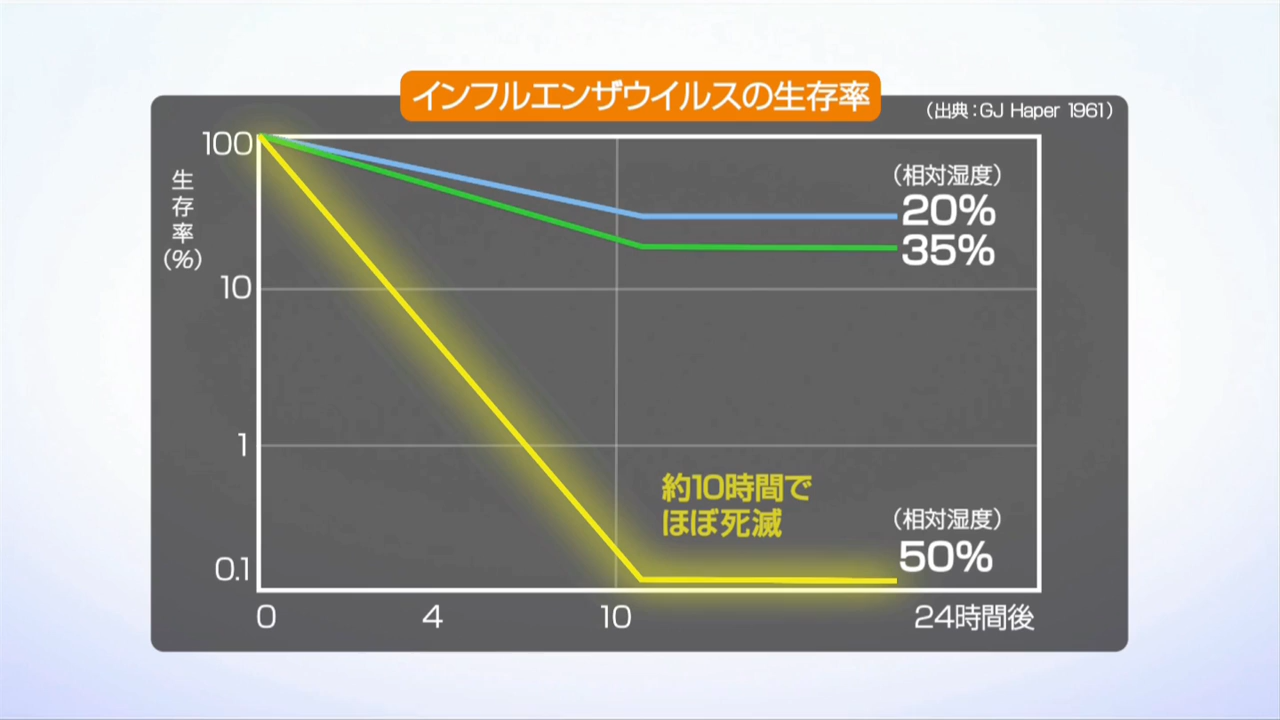 インフルエンザウイルスの生存率
（出典：GJ Haper 1961）
100
生存率
(%)
10
1
0.1
（相対湿度）
20%
35%
約10時間で
ほぼ死滅
（相対湿度）
50%
0 4 10 24時間後